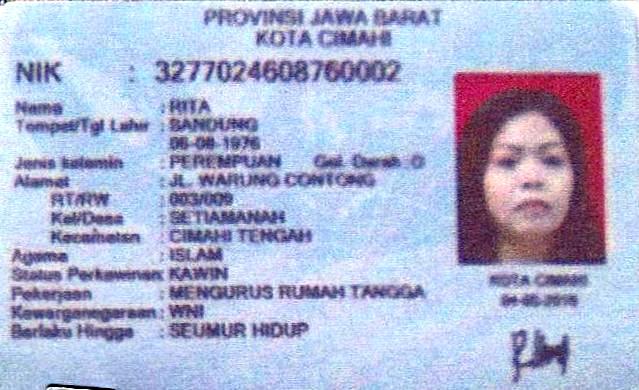 PROVINSI JAWA BARAT
KOTA CIMAHI
NIK : 3277024608760002
Nama : RITA
Tempat/Tgl Lahir : BANDUNG
06-08-1976
Jenis kelamin : PEREMPUAN Gol. Darah : O
Alamat : JL. WARUNG CONTONG
RT/RW : 003/009
Kel/Desa : SETIAMANAH
Kecamatan : CIMAHI TENGAH
Agama : ISLAM
Status Perkawinan: KAWIN
Pekerjaan : MENGURUS RUMAH TANGGA
Kewarganegaraan : WNI
Berlaku Hingga : SEUMUR HIDUP
KOTA CIMAHI